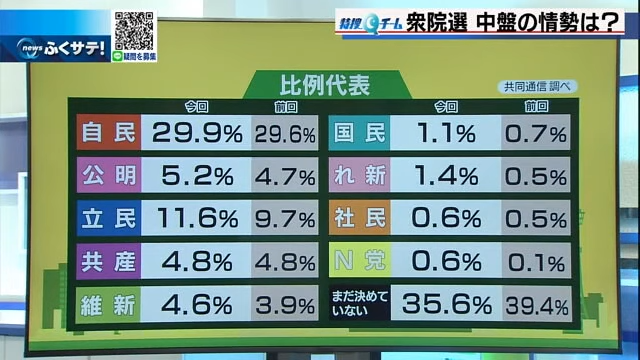 news ふくサテ!
疑問を募集
特捜Cチーム 衆院選 中盤の情勢は?
比例代表
共同通信 調べ
今回 前回
自民 29.9% 29.6%
公明 5.2% 4.7%
立民 11.6% 9.7%
共産 4.8% 4.8%
維新 4.6% 3.9%
今回 前回
国民 1.1% 0.7%
れ新 1.4% 0.5%
社民 0.6% 0.5%
N党 0.6% 0.1%
まだ決めて
いない 35.6% 39.4%